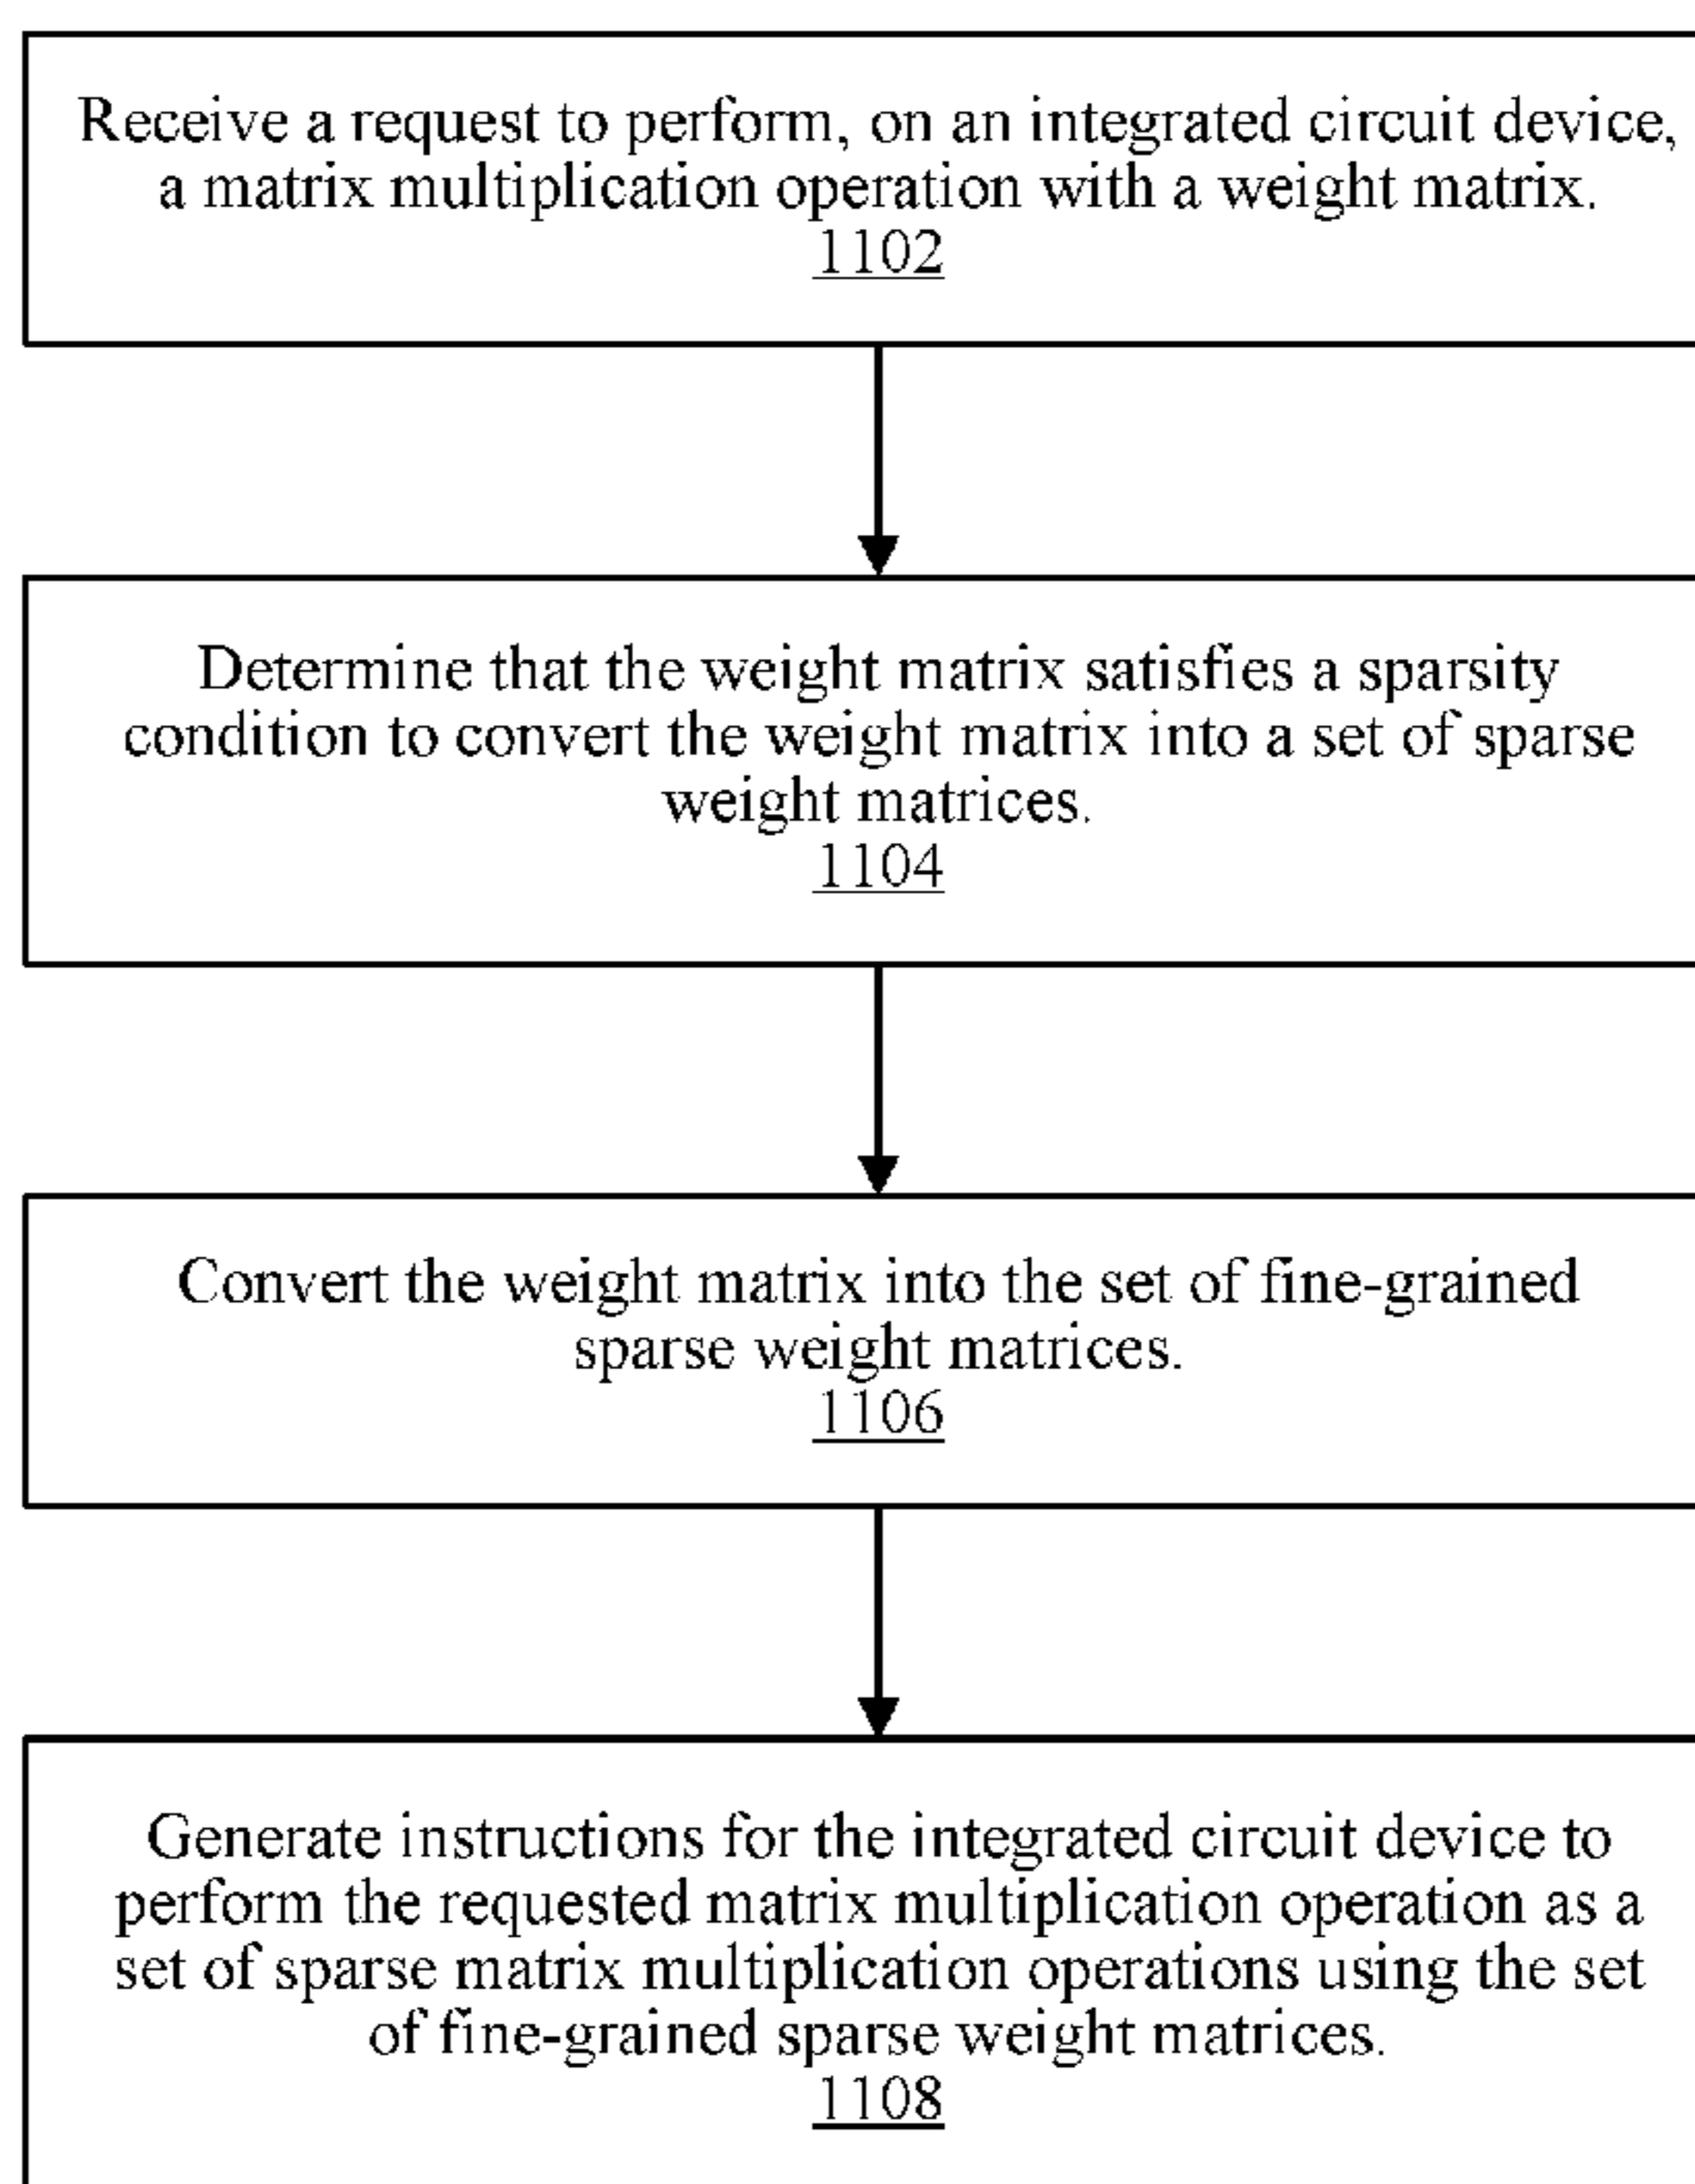 Receive a request to perform, on an integrated circuit device,
a matrix multiplication operation with a weight matrix.
1102
Determine that the weight matrix satisfies a sparsity
condition to convert the weight matrix into a set of sparse
weight matrices.
1104
Convert the weight matrix into the set of fine-grained
sparse weight matrices.
1106
Generate instructions for the integrated circuit device to
perform the requested matrix multiplication operation as a
set of sparse matrix multiplication operations using the set
of fine-grained sparse weight matrices.
1108